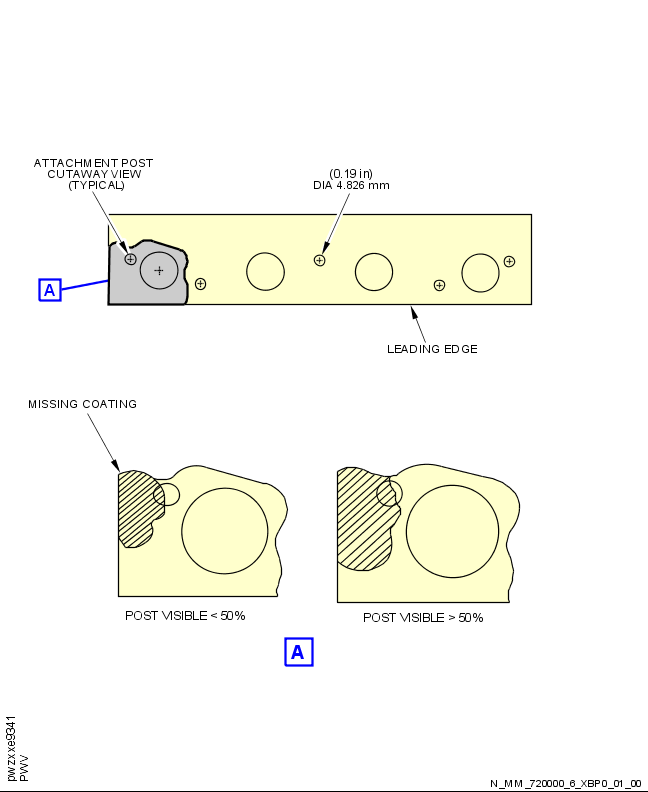 ATTACHMENT POST
CUTAWAY VIEW
(TYPICAL)
(0.19 in)
DIA 4.826 mm
A
LEADING EDGE
MISSING COATING
POST VISIBLE < 50%
POST VISIBLE > 50%
A
pwzxxe9341
PWV
N_MM_720000_6_XBP0_01_00